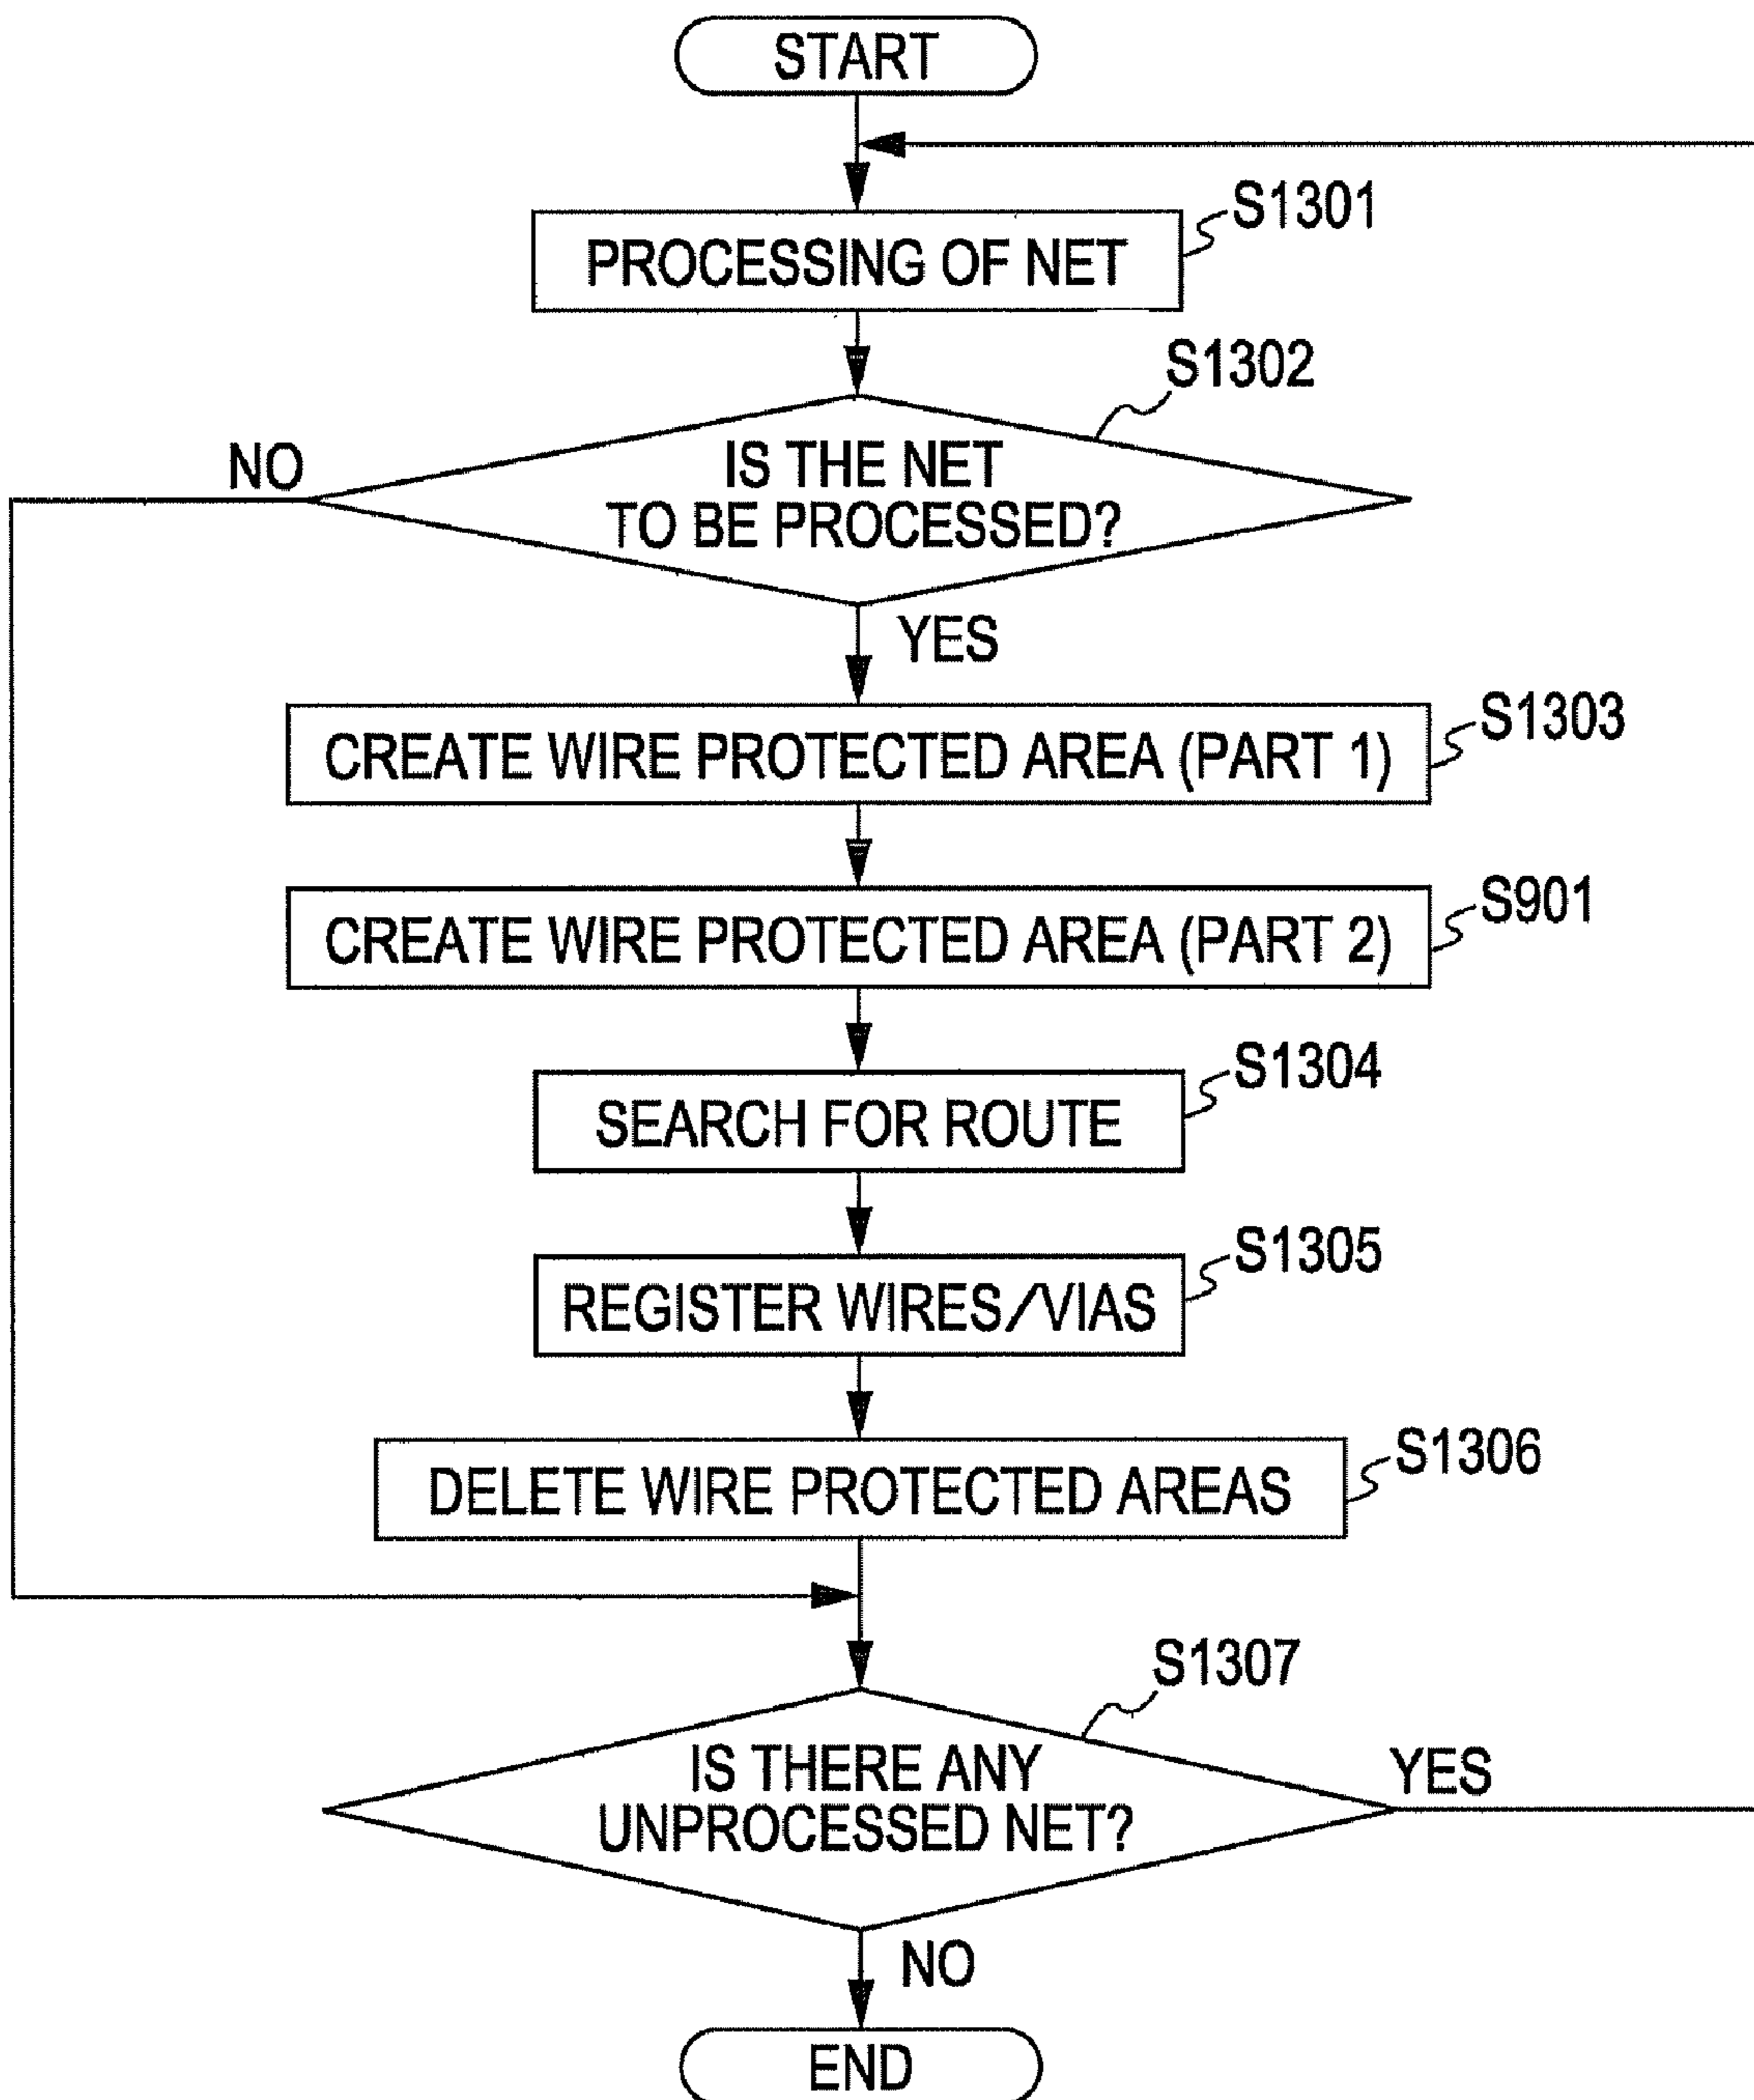 START
S1301
PROCESSING OF NET
S1302
NO
IS THE NET
TO BE PROCESSED?
YES
S1303
CREATE WIRE PROTECTED AREA (PART 1)
S901
CREATE WIRE PROTECTED AREA (PART 2)
S1304
SEARCH FOR ROUTE
S1305
REGISTER WIRES/VIAS
S1306
DELETE WIRE PROTECTED AREAS
S1307
IS THERE ANY
UNPROCESSED NET?
YES
NO
END